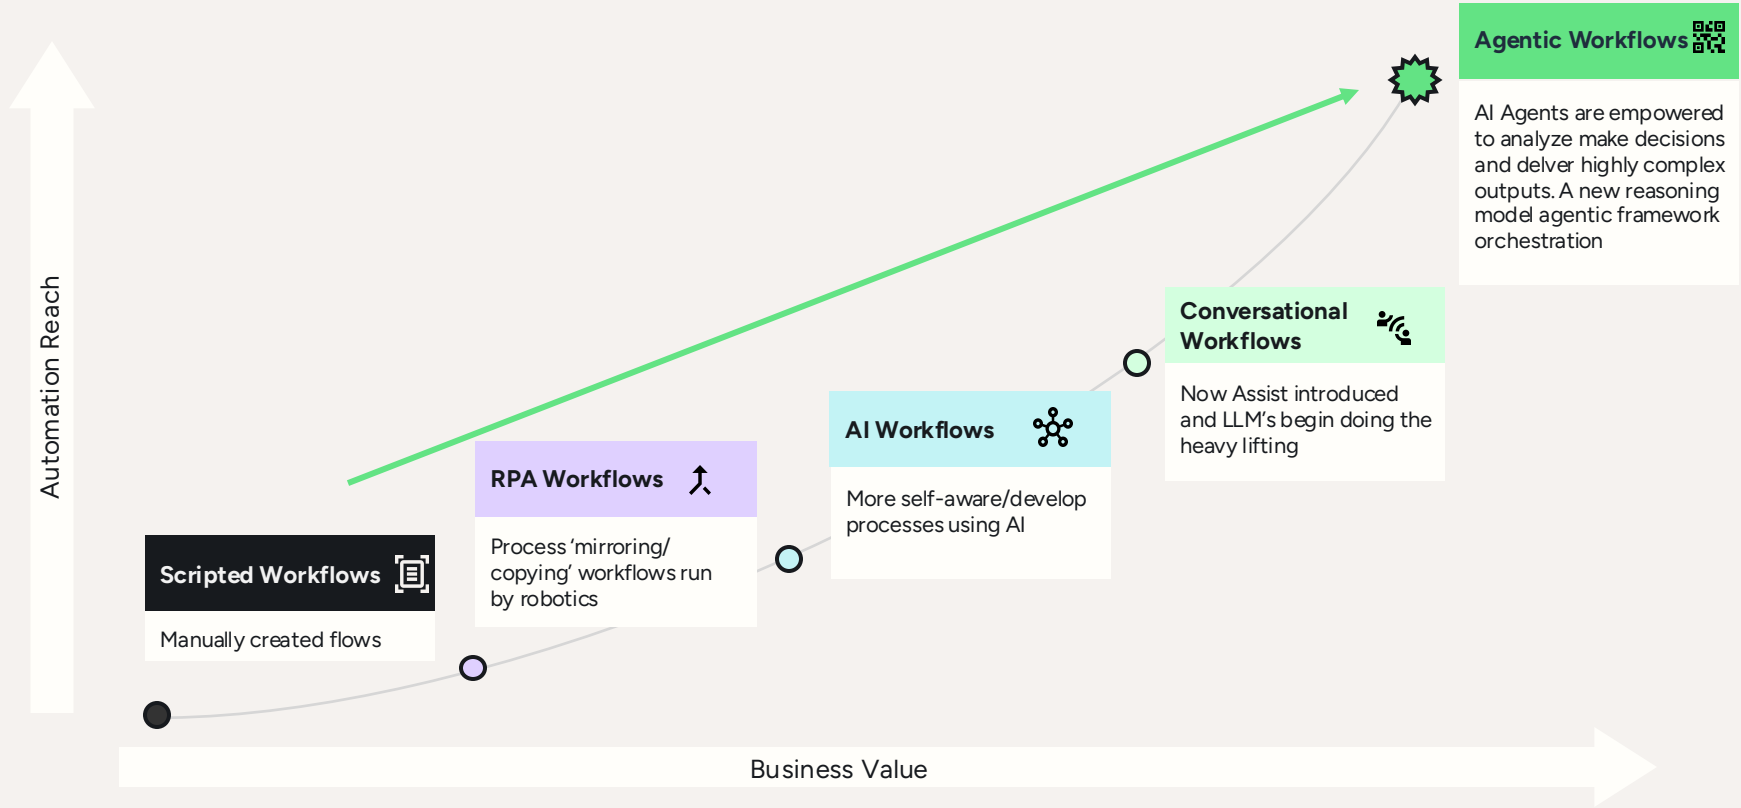 Automation Reach
Scripted Workflows
Manually created flows
RPA Workflows
Process ‘mirroring/
copying’ workflows run
by robotics
AI Workflows
More self-aware/develop
processes using AI
Conversational
Workflows
Now Assist introduced
and LLM’s begin doing the
heavy lifting
Agentic Workflows
AI Agents are empowered
to analyze make decisions
and delver highly complex
outputs. A new reasoning
model agentic framework
orchestration
Business Value